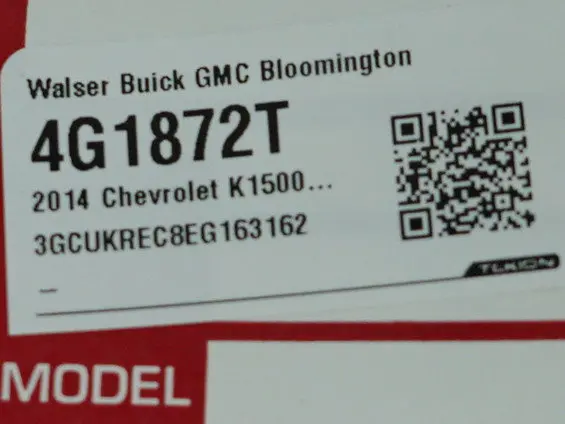 Walser Buick GMC Bloomington
4G1872T
2014 Chevrolet K1500...
3GCUKREC8EG163162
_
TEKION
MODEL